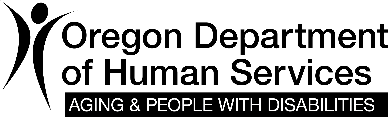 Oregon Department
of Human Services
AGING & PEOPLE WITH DISABILITIES